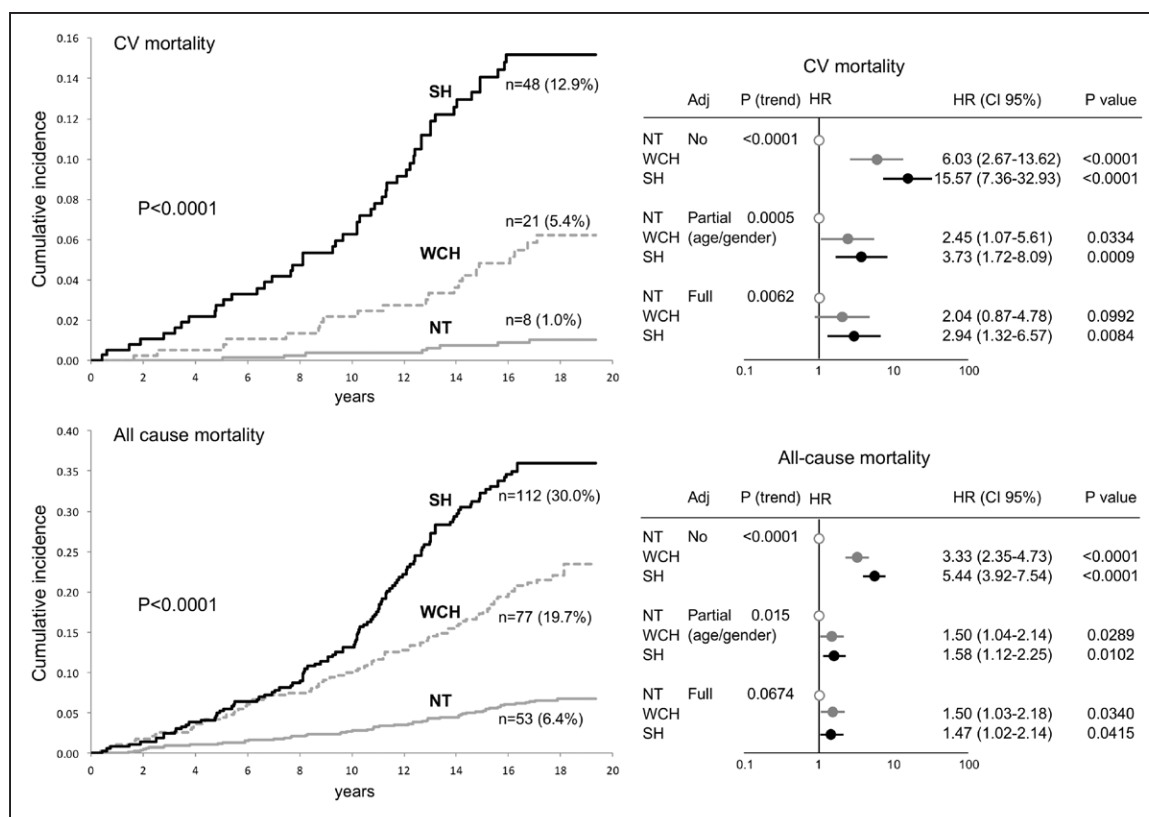 CV mortality
0.16
0.14
0.12
0.10
0.08
0.06
0.04
0.02
0.00
Cumulative incidence
P<0.0001
SH
n=48 (12.9%)
WCH
n=21 (5.4%)
NT
n=8 (1.0%)
0 2 4 6 8 10 12 14 16 18 20
years
CV mortality
Adj P (trend) HR HR (CI 95%) P value
NT No <0.0001
WCH 6.03 (2.67-13.62) <0.0001
SH 15.57 (7.36-32.93) <0.0001
NT Partial 0.0005
WCH (age/gender) 2.45 (1.07-5.61) 0.0334
SH 3.73 (1.72-8.09) 0.0009
NT Full 0.0062
WCH 2.04 (0.87-4.78) 0.0992
SH 2.94 (1.32-6.57) 0.0084
0.1 1 10 100
All cause mortality
0.40
0.35
0.30
0.25
0.20
0.15
0.10
0.05
0.00
Cumulative incidence
P<0.0001
SH
n=112 (30.0%)
WCH
n=77 (19.7%)
NT
n=53 (6.4%)
0 2 4 6 8 10 12 14 16 18 20
years
All-cause mortality
Adj P (trend) HR HR (CI 95%) P value
NT No <0.0001
WCH 3.33 (2.35-4.73) <0.0001
SH 5.44 (3.92-7.54) <0.0001
NT Partial 0.015
WCH (age/gender) 1.50 (1.04-2.14) 0.0289
SH 1.58 (1.12-2.25) 0.0102
NT Full 0.0674
WCH 1.50 (1.03-2.18) 0.0340
SH 1.47 (1.02-2.14) 0.0415
0.1 1 10 100